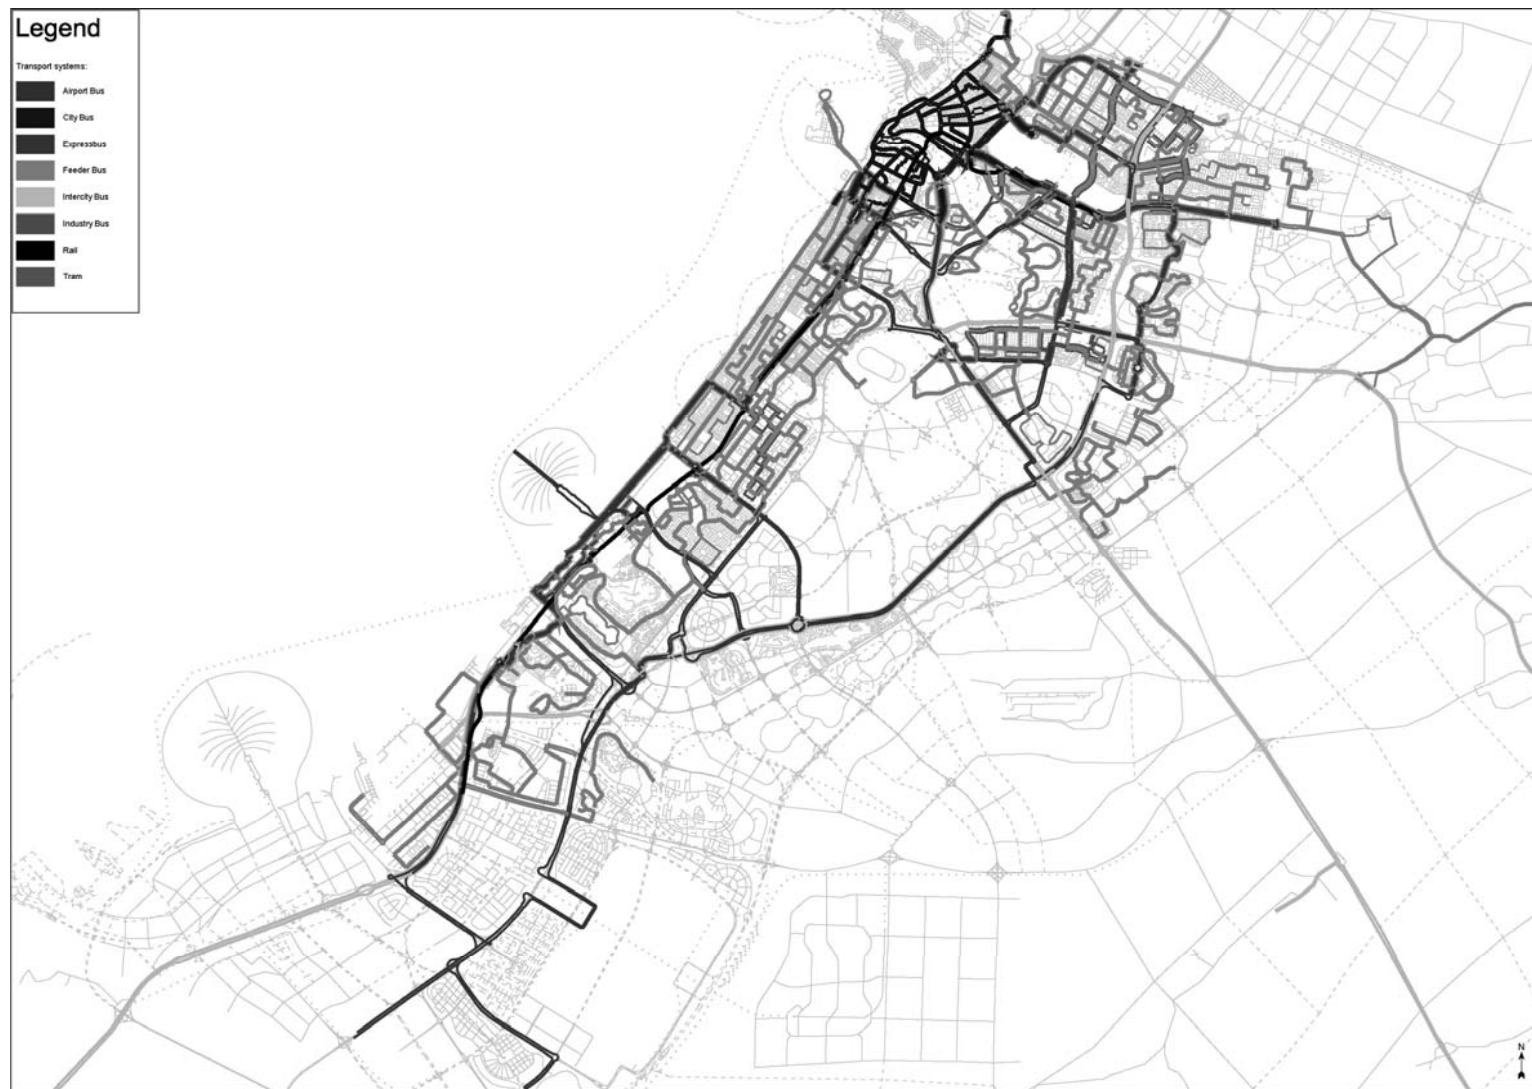 Legend
Transport systems:
Airport Bus
City Bus
Expressbus
Feeder Bus
Intercity Bus
Industry Bus
Rail
Tram
N